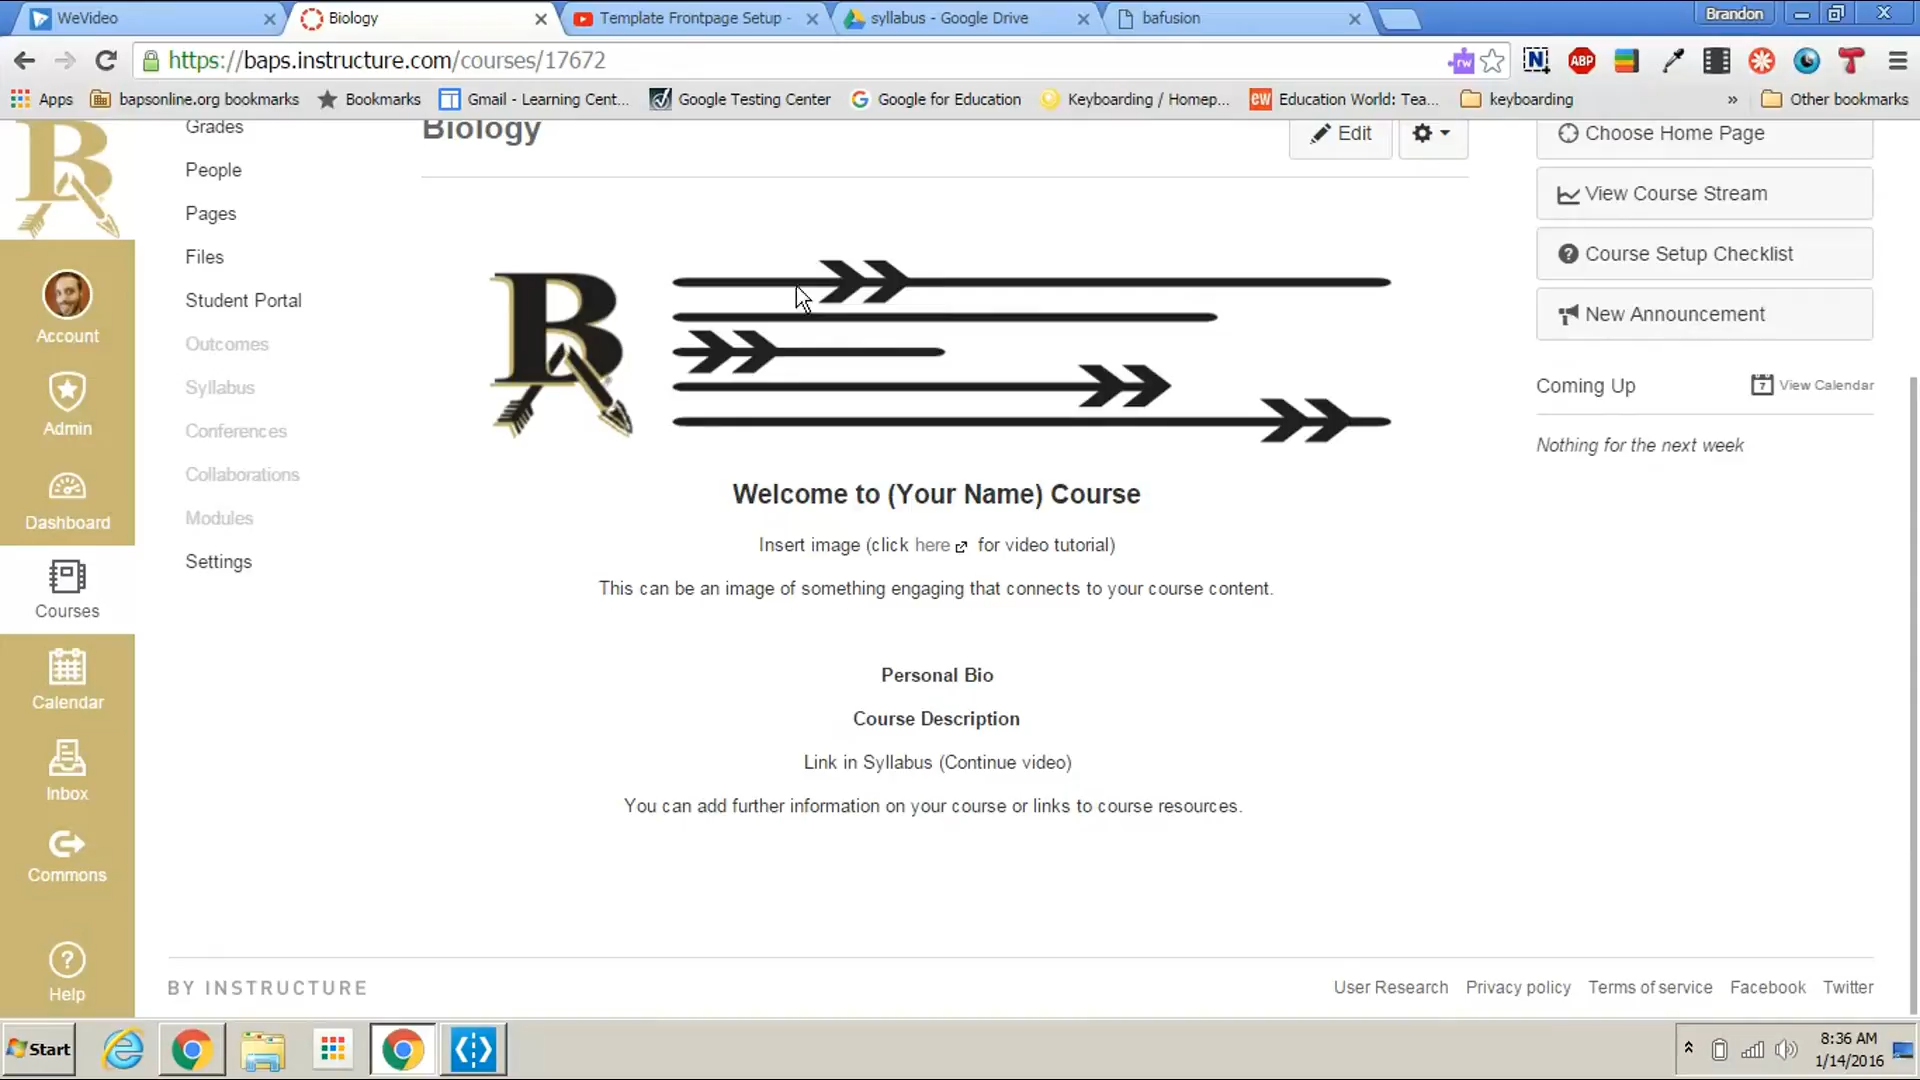 WeVideo
Biology
Template Frontpage Setup -
syllabus - Google Drive
bafusion
Brandon
https://baps.instructure.com/courses/17672
rw
N
ABP
Apps
bapsonline.org bookmarks
Bookmarks
Gmail - Learning Cent...
Google Testing Center
Google for Education
Keyboarding / Homep...
ew
Education World: Tea...
keyboarding
»
Other bookmarks
B
Account
Admin
Dashboard
Courses
Calendar
Inbox
Commons
Help
Grades
People
Pages
Files
Student Portal
Outcomes
Syllabus
Conferences
Collaborations
Modules
Settings
Biology
Edit
B
Welcome to (Your Name) Course
Insert image (click here for video tutorial)
This can be an image of something engaging that connects to your course content.
Personal Bio
Course Description
Link in Syllabus (Continue video)
You can add further information on your course or links to course resources.
Choose Home Page
View Course Stream
Course Setup Checklist
New Announcement
Coming Up
7 View Calendar
Nothing for the next week
BY INSTRUCTURE
User Research Privacy policy Terms of service Facebook Twitter
Start
8:36 AM
1/14/2016